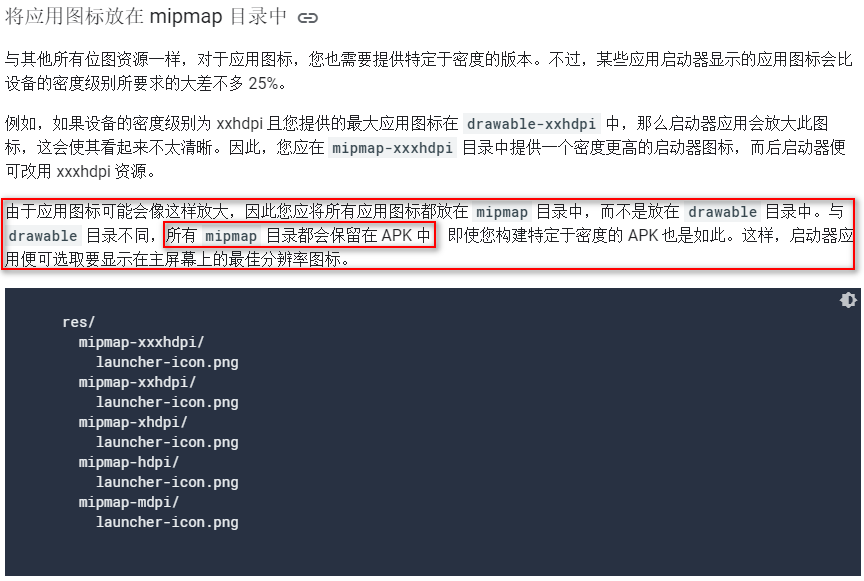 将应用图标放在 mipmap 目录中
与其他所有位图资源一样，对于应用图标，您也需要提供特定于密度的版本。不过，某些应用启动器显示的应用图标会比
设备的密度级别所要求的大差不多 25%。
例如，如果设备的密度级别为 xxhdpi 且您提供的最大应用图标在 drawable-xxhdpi 中，那么启动器应用会放大此图
标，这会使其看起来不太清晰。因此，您应在 mipmap-xxxhdpi 目录中提供一个密度更高的启动器图标，而后启动器便
可改用 xxxhdpi 资源。
由于应用图标可能会像这样放大，因此您应将所有应用图标都放在 mipmap 目录中，而不是放在 drawable 目录中。与
drawable 目录不同，所有 mipmap 目录都会保留在 APK 中 即使您构建特定于密度的 APK 也是如此。这样，启动器应
用便可选取要显示在主屏幕上的最佳分辨率图标。
res/
mipmap-xxxhdpi/
launcher-icon.png
mipmap-xxhdpi/
launcher-icon.png
mipmap-xhdpi/
launcher-icon.png
mipmap-hdpi/
launcher-icon.png
mipmap-mdpi/
launcher-icon.png